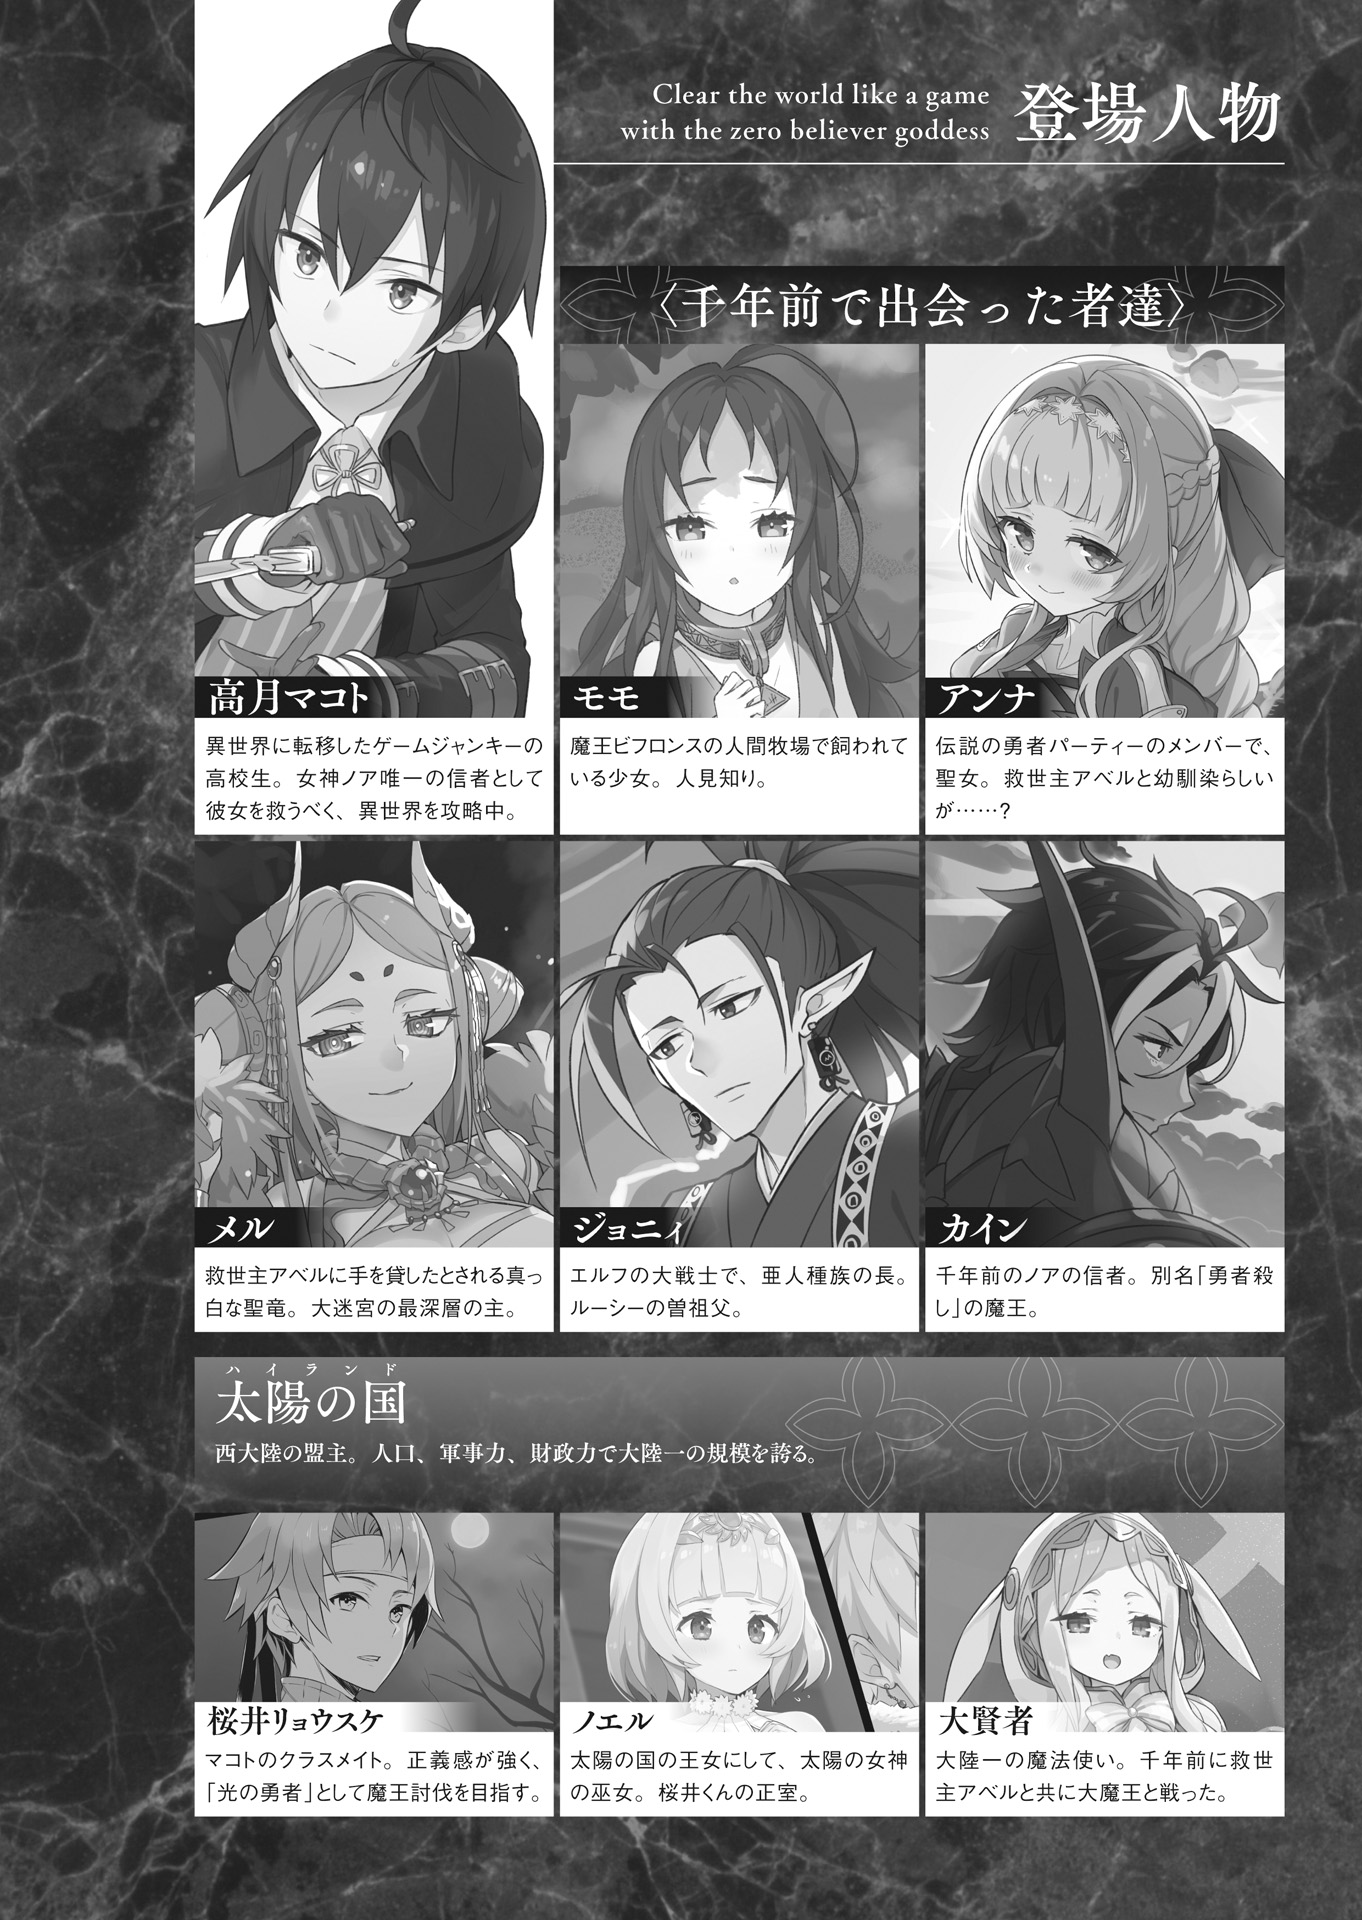 Clear the world like a game
with the zero believer goddess
登場人物
〈千年前で出会った者達〉
高月マコト
異世界に転移したゲームジャンキーの
高校生。女神ノア唯一の信者として
彼女を救うべく、異世界を攻略中。
モモ
魔王ビフロンスの人間牧場で飼われて
いる少女。人見知り。
アンナ
伝説の勇者パーティーのメンバーで、
聖女。救世主アベルと幼馴染らしい
が……?
メル
救世主アベルに手を貸したとされる真っ
白な聖竜。大迷宮の最深層の主。
ジョニィ
エルフの大戦士で、亜人種族の長。
ルーシーの曽祖父。
カイン
千年前のノアの信者。別名「勇者殺
し」の魔王。
ハイランド
太陽の国
西大陸の盟主。人口、軍事力、財政力で大陸一の規模を誇る。
桜井リョウスケ
マコトのクラスメイト。正義感が強く、
「光の勇者」として魔王討伐を目指す。
ノエル
太陽の国の王女にして、太陽の女神
の巫女。桜井くんの正室。
大賢者
大陸一の魔法使い。千年前に救世
主アベルと共に大魔王と戦った。